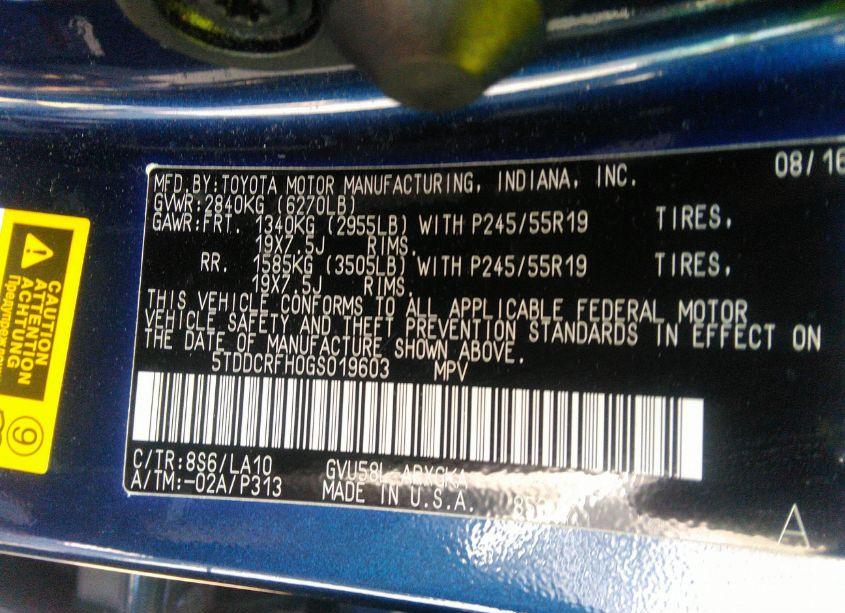 08/16
MFD.BY:TOYOTA MOTOR MANUFACTURING, INDIANA, INC.
GVWR:2840KG (6270LB)
GAWR:FRT. 1340KG (2955LB) WITH P245/55R19 TIRES,
19X7.5J RIMS.
RR. 1585KG (3505LB) WITH P245/55R19 TIRES,
19X7.5J RIMS.
THIS VEHICLE CONFORMS TO ALL APPLICABLE FEDERAL MOTOR
VEHICLE SAFETY AND THEFT PREVENTION STANDARDS IN EFFECT ON
THE DATE OF MANUFACTURE SHOWN ABOVE.
5TDDCRFH0GS019603 MPV
C/TR:8S6/LA10
A/TM:-02A/P313
GVU58L-ADXGKA
MADE IN U.S.A.
A
CAUTION
ATTENTION
ACHTUNG
9